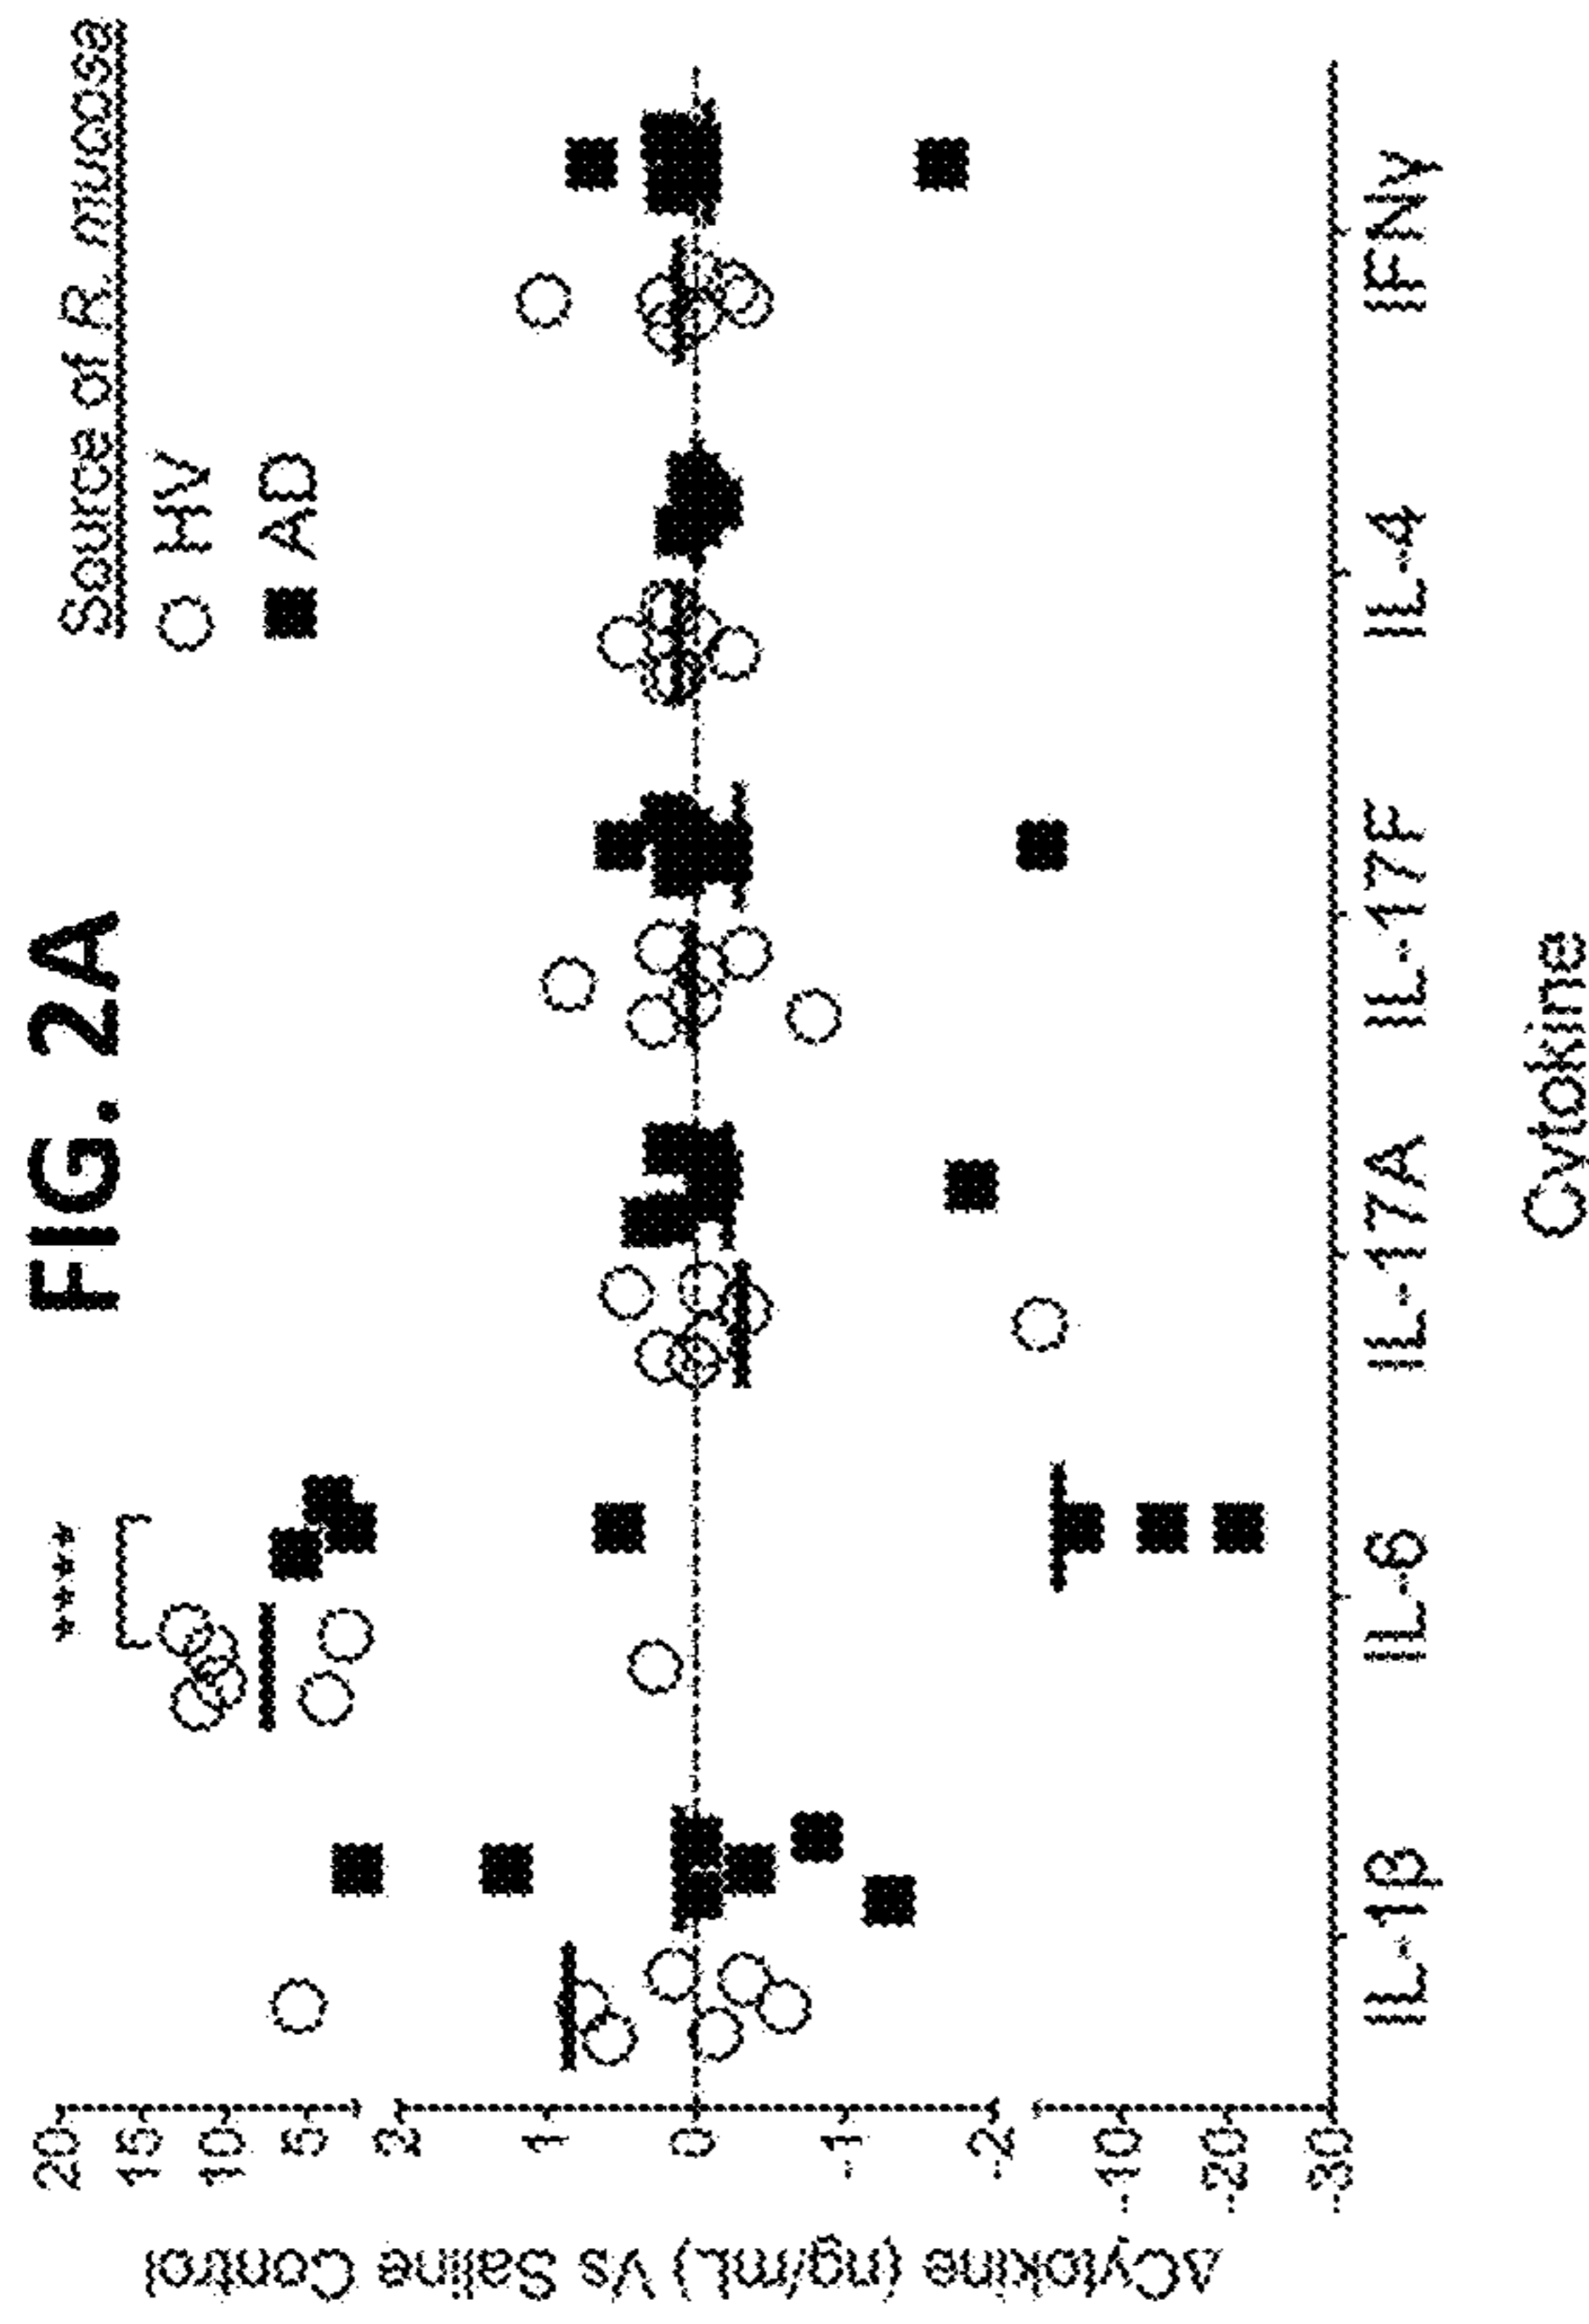 FIG. 2A
Source of R. mucosa
HV
AD
****
20
15
10
5
2
1
0
-1
-2
-10
-20
-30
ΔCytokine (ng/mL) Vs Saline Control
IL-1β IL-6 IL-17A IL-17F IL-4 IFNγ
Cytokine